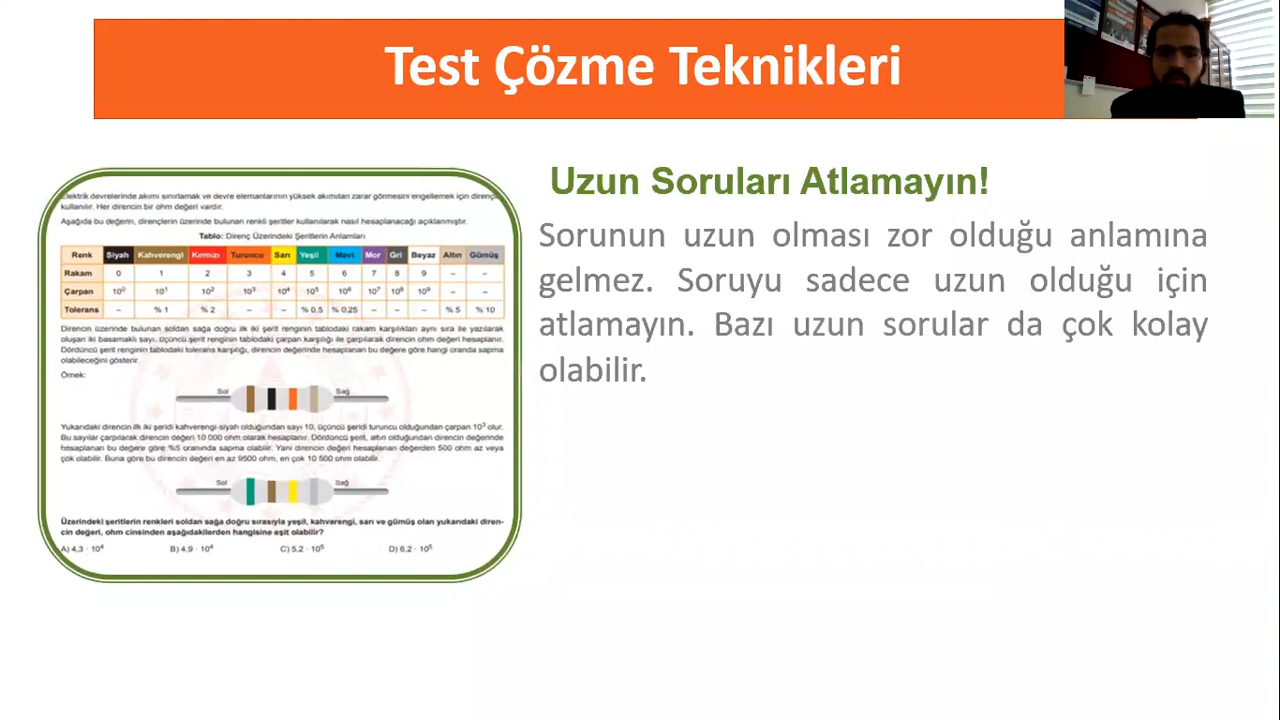 Test Çözme Teknikleri
Elektrik devrelerinde akımı sınırlamak ve devre elemanlarının yüksek akımdan zarar görmesini engellemek için direnç
kullanılır. Her direncin bir ohm değeri vardır.
Aşağıda bu değerin, dirençlerin üzerinde bulunan renkli şeritler kullanılarak nasıl hesaplanacağı açıklanmıştır.
Tablo: Direnç Üzerindeki Şeritlerin Anlamları
Renk Siyah Kahverengi Kırmızı Turuncu Sarı Yeşil Mavi Mor Gri Beyaz Altın Gümüş
Rakam 0 1 2 3 4 5 6 7 8 9 – –
Çarpan 10⁰ 10¹ 10² 10³ 10⁴ 10⁵ 10⁶ 10⁷ 10⁸ 10⁹ – –
Tolerans – % 1 % 2 – – % 0,5 % 0,25 – – – % 5 % 10
Direncin üzerinde bulunan soldan sağa doğru ilk iki şerit renginin tablodaki rakam karşılıkları aynı sıra ile yazılarak
oluşan iki basamaklı sayı, üçüncü şerit renginin tablodaki çarpan karşılığı ile çarpılarak direncin ohm değeri hesaplanır.
Dördüncü şerit renginin tablodaki tolerans karşılığı, direncin değerinde hesaplanan bu değere göre hangi oranda sapma
olabileceğini gösterir.
Örnek:
Sol Sağ
Yukarıdaki direncin ilk iki şeridi kahverengi-siyah olduğundan sayı 10, üçüncü şeridi turuncu olduğundan çarpan 10³ olur.
Bu sayılar çarpılarak direncin değeri 10 000 ohm olarak hesaplanır. Dördüncü şerit, altın olduğundan direncin değerinde
hesaplanan bu değere göre %5 oranında sapma olabilir. Yani direncin değeri hesaplanan değerden 500 ohm az veya
çok olabilir. Buna göre bu direncin değeri en az 9500 ohm, en çok 10 500 ohm olabilir.
Sol Sağ
Üzerindeki şeritlerin renkleri soldan sağa doğru sırasıyla yeşil, kahverengi, sarı ve gümüş olan yukarıdaki diren-
cin değeri, ohm cinsinden aşağıdakilerden hangisine eşit olabilir?
A) 4,3 · 10⁴ B) 4,9 · 10⁴ C) 5,2 · 10⁵ D) 6,2 · 10⁵
Uzun Soruları Atlamayın!
Sorunun uzun olması zor olduğu anlamına
gelmez. Soruyu sadece uzun olduğu için
atlamayın. Bazı uzun sorular da çok kolay
olabilir.